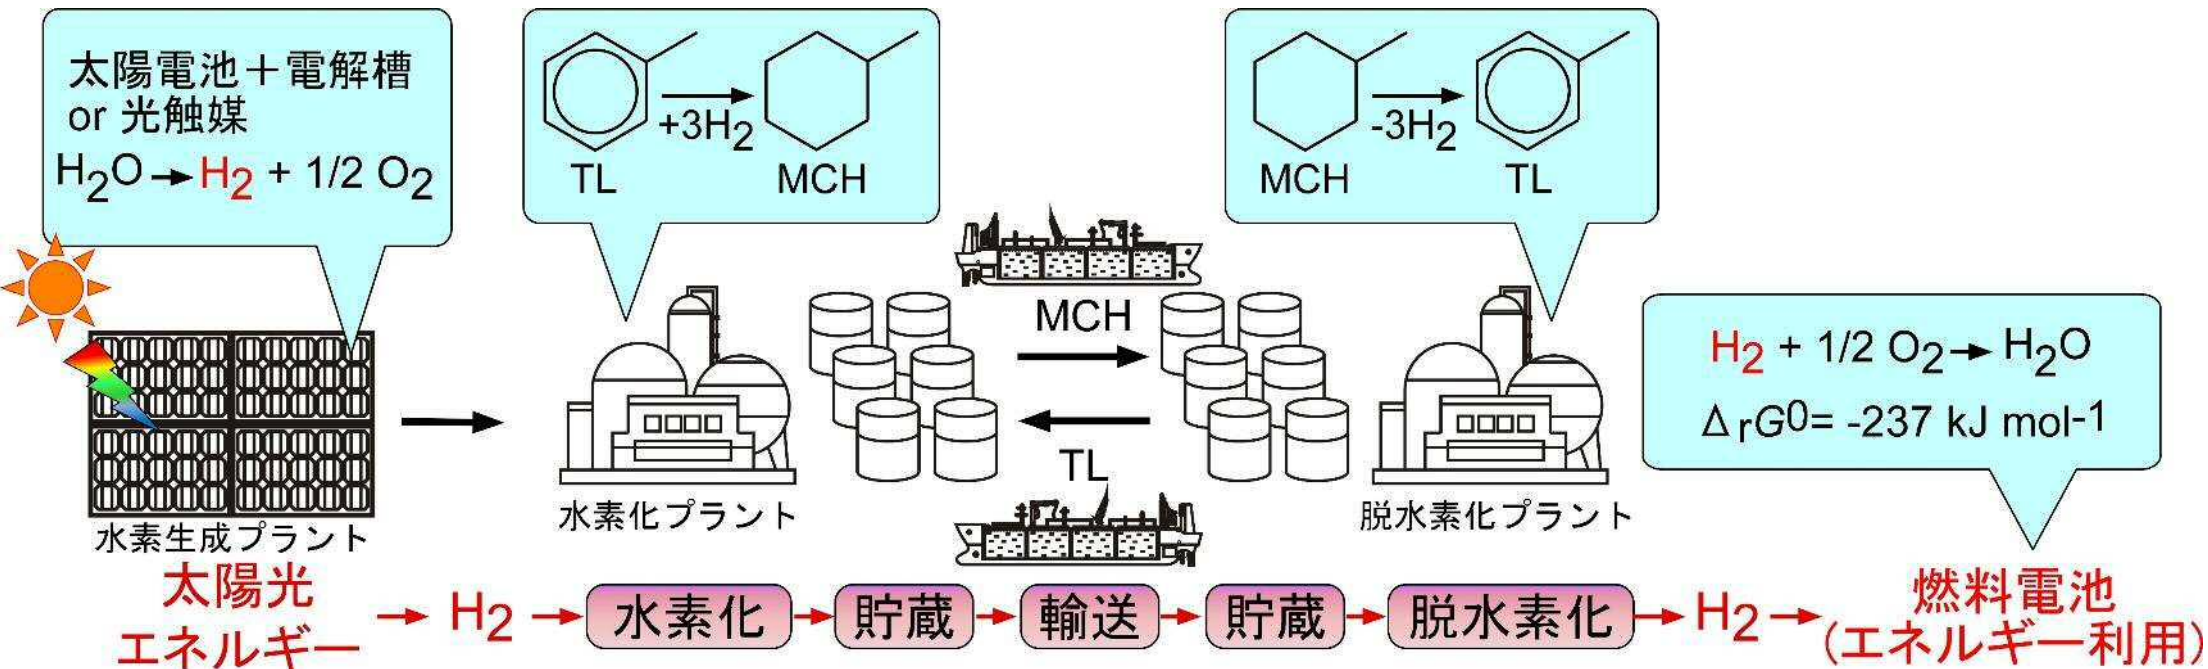 太陽電池＋電解槽
or 光触媒
H2O→H2 + 1/2 O2
+3H2
TL
MCH
-3H2
MCH
TL
MCH
TL
H2 + 1/2 O2→H2O
ΔrG0= -237 kJ mol-1
水素生成プラント
水素化プラント
脱水素化プラント
太陽光
エネルギー
→ H2 → 水素化 → 貯蔵 → 輸送 → 貯蔵 → 脱水素化 → H2 →
燃料電池
(エネルギー利用)